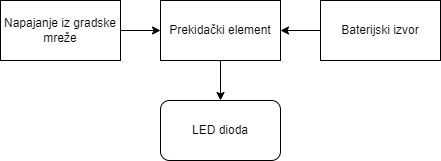 Napajanje iz gradske
mreže
Prekidački element
Baterijski izvor
LED dioda